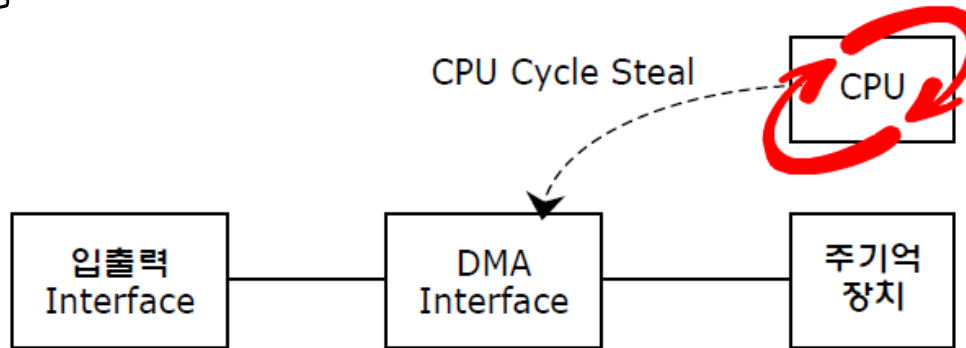 CPU Cycle Steal
CPU
입출력
Interface
DMA
Interface
주기억
장치